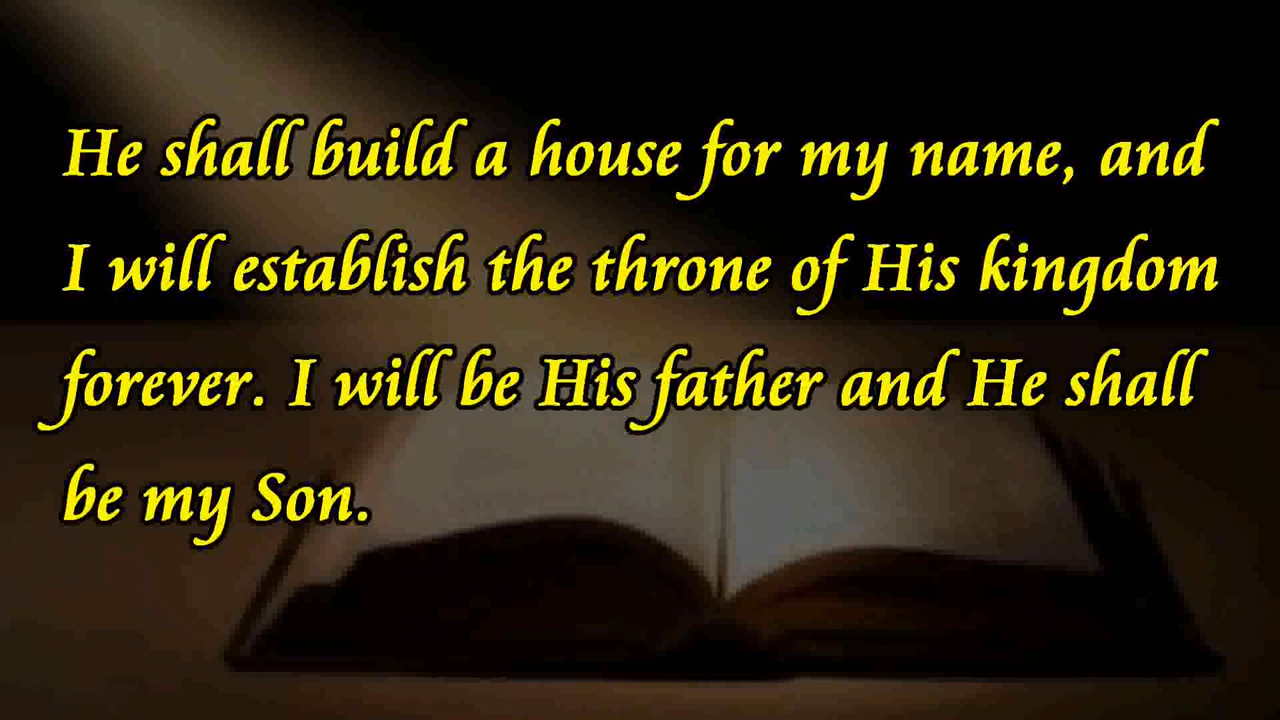 He shall build a house for my name, and
I will establish the throne of His kingdom
forever. I will be His father and He shall
be my Son.